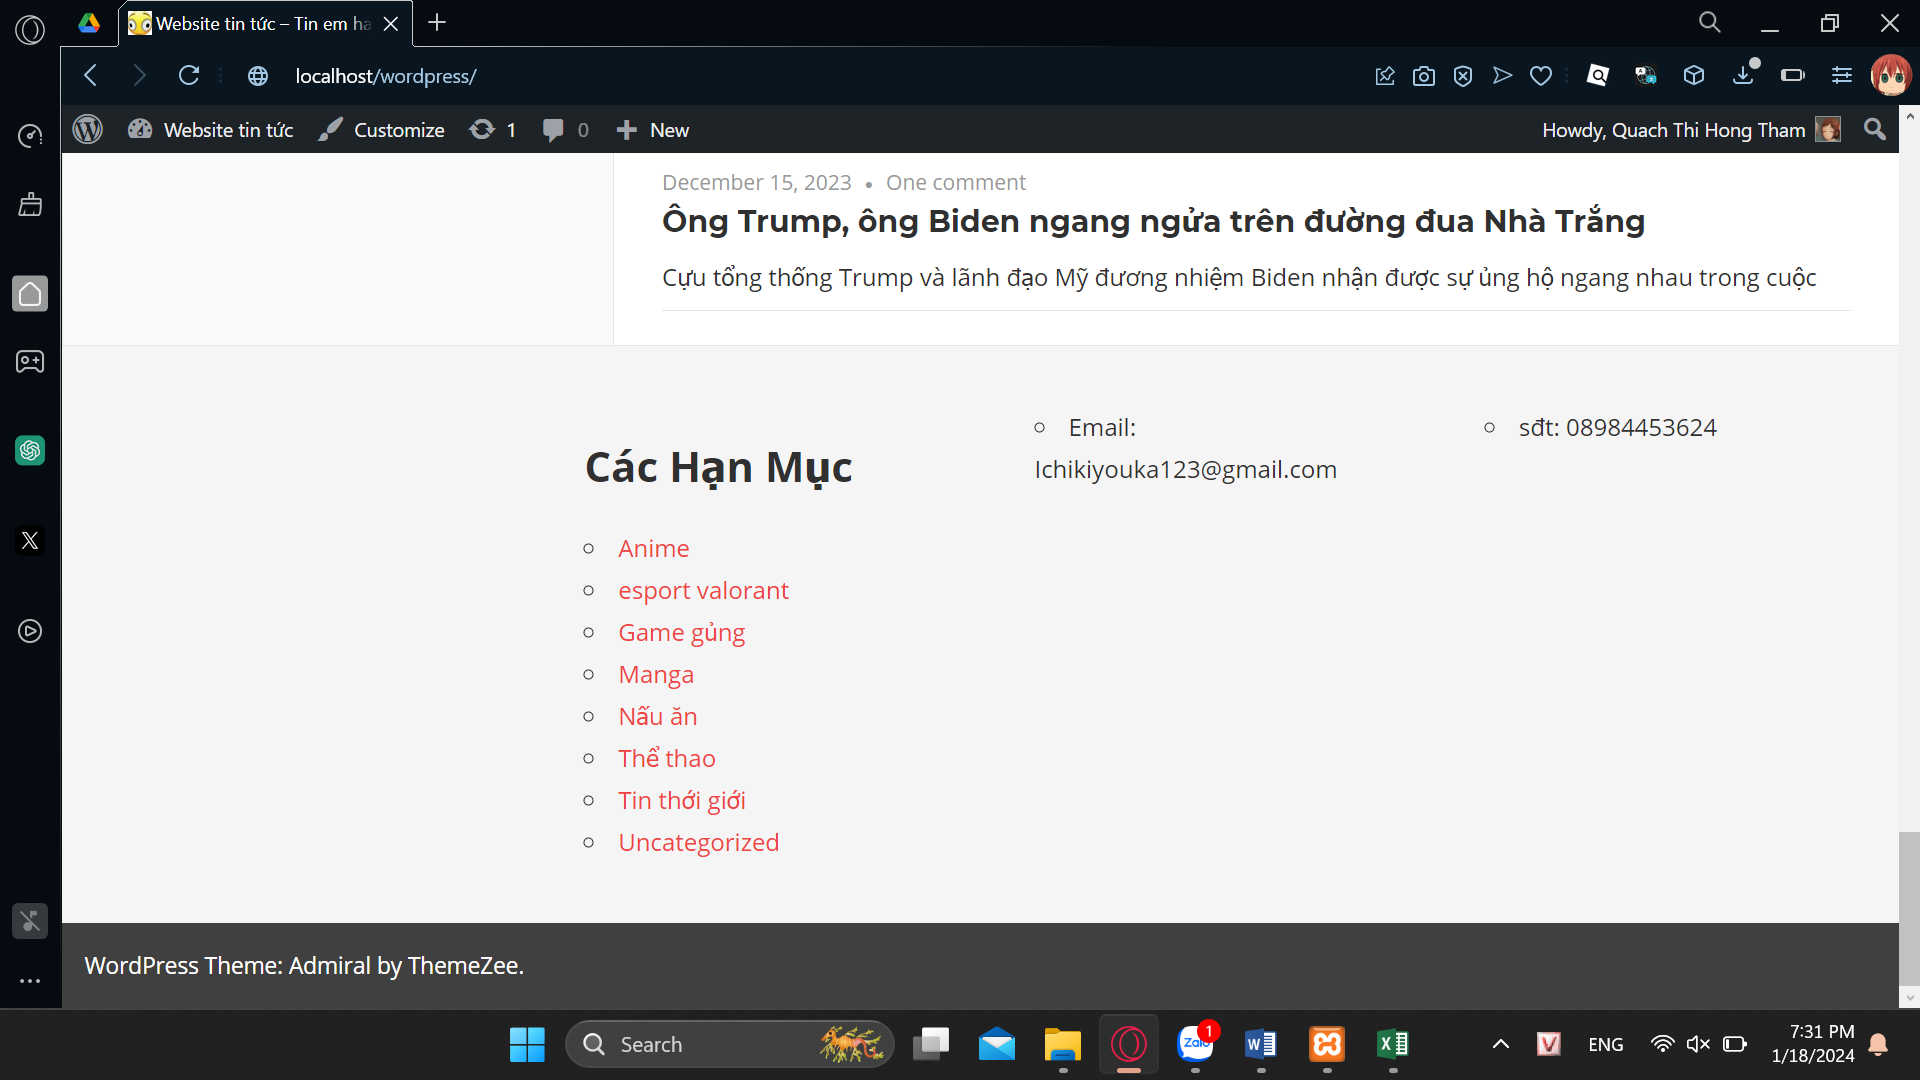 Website tin tức – Tin em ha
localhost/wordpress/
Website tin tức
Customize
1
0
New
Howdy, Quach Thi Hong Tham
December 15, 2023 • One comment
Ông Trump, ông Biden ngang ngửa trên đường đua Nhà Trắng
Cựu tổng thống Trump và lãnh đạo Mỹ đương nhiệm Biden nhận được sự ủng hộ ngang nhau trong cuộc
Các Hạn Mục
Anime
esport valorant
Game gủng
Manga
Nấu ăn
Thể thao
Tin thới giới
Uncategorized
Email:
Ichikiyouka123@gmail.com
sđt: 08984453624
WordPress Theme: Admiral by ThemeZee.
Search
Zalo
1
ENG
7:31 PM
1/18/2024